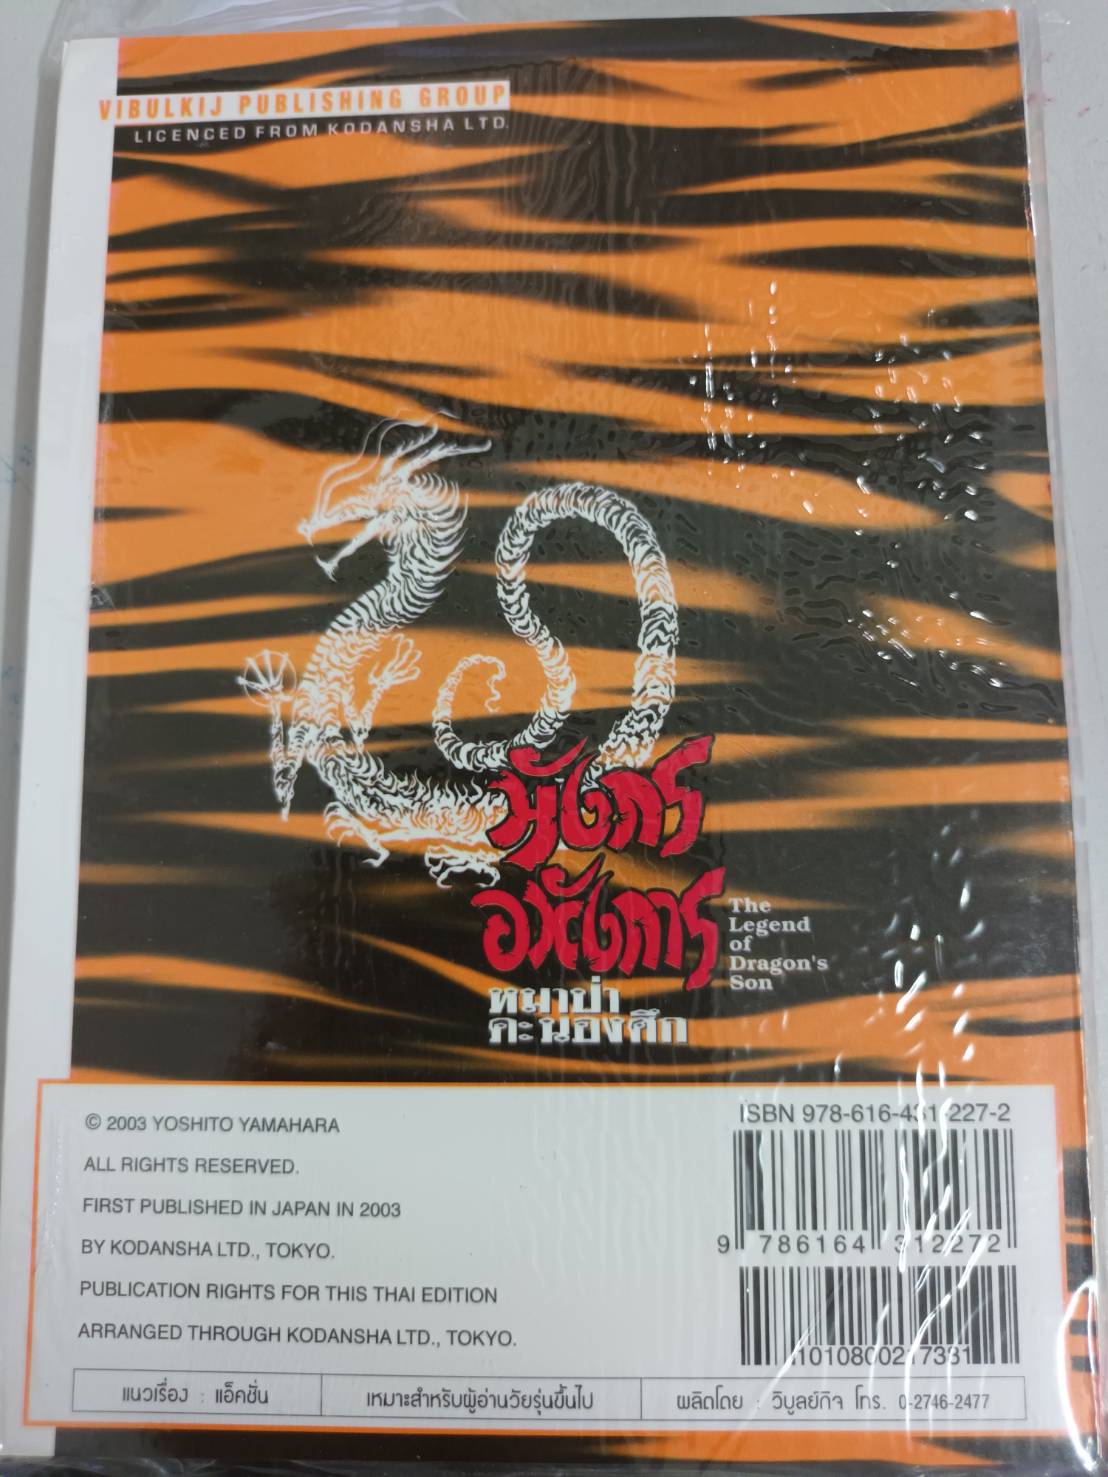 VIBULKIJ PUBLISHING GROUP
LICENCED FROM KODANSHA LTD.
มังกร
อหังการ
The
Legend
of
Dragon's
Son
หมาป่า
คะนองศึก
© 2003 YOSHITO YAMAHARA
ALL RIGHTS RESERVED.
FIRST PUBLISHED IN JAPAN IN 2003
BY KODANSHA LTD., TOKYO.
PUBLICATION RIGHTS FOR THIS THAI EDITION
ARRANGED THROUGH KODANSHA LTD., TOKYO.
ISBN 978-616-431-227-2
9 786164 312272
1010800217331
แนวเรื่อง : แอ็คชั่น
เหมาะสำหรับผู้อ่านวัยรุ่นขึ้นไป
ผลิตโดย : วิบูลย์กิจ โทร. 0-2746-2477